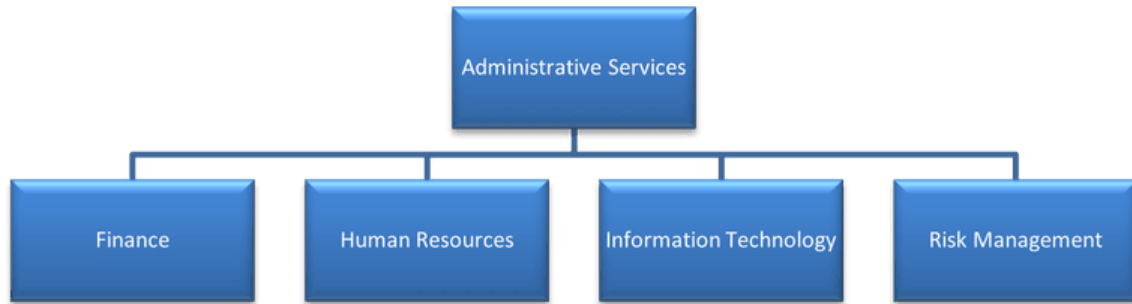 Administrative Services
Finance
Human Resources
Information Technology
Risk Management